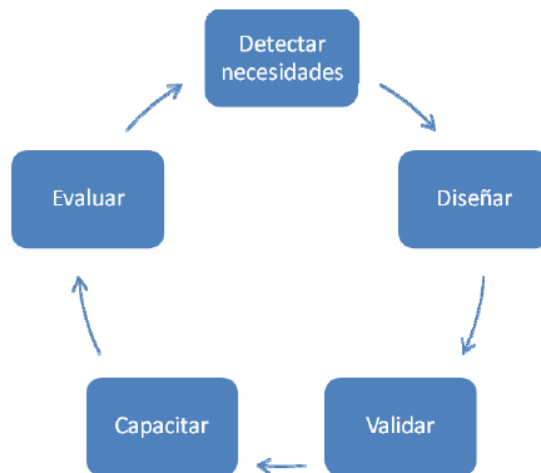 Detectar
necesidades
Diseñar
Validar
Capacitar
Evaluar